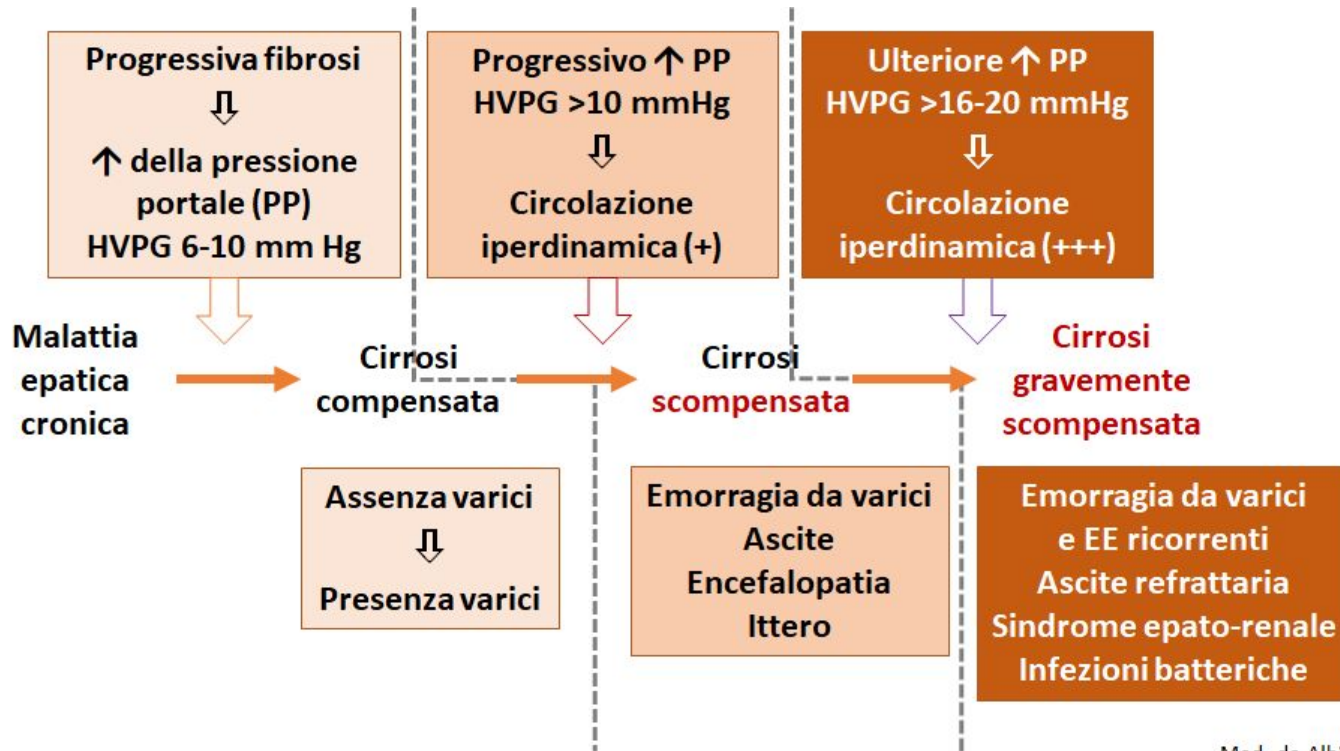 Progressiva fibrosi
⇩
↑ della pressione
portale (PP)
HVPG 6-10 mm Hg
Progressivo ↑ PP
HVPG >10 mmHg
⇩
Circolazione
iperdinamica (+)
Ulteriore ↑ PP
HVPG >16-20 mmHg
⇩
Circolazione
iperdinamica (+++)
Malattia
epatica
cronica
Cirrosi
compensata
Cirrosi
scompensata
Cirrosi
gravemente
scompensata
Assenza varici
⇩
Presenza varici
Emorragia da varici
Ascite
Encefalopatia
Ittero
Emorragia da varici
e EE ricorrenti
Ascite refrattaria
Sindrome epato-renale
Infezioni batteriche